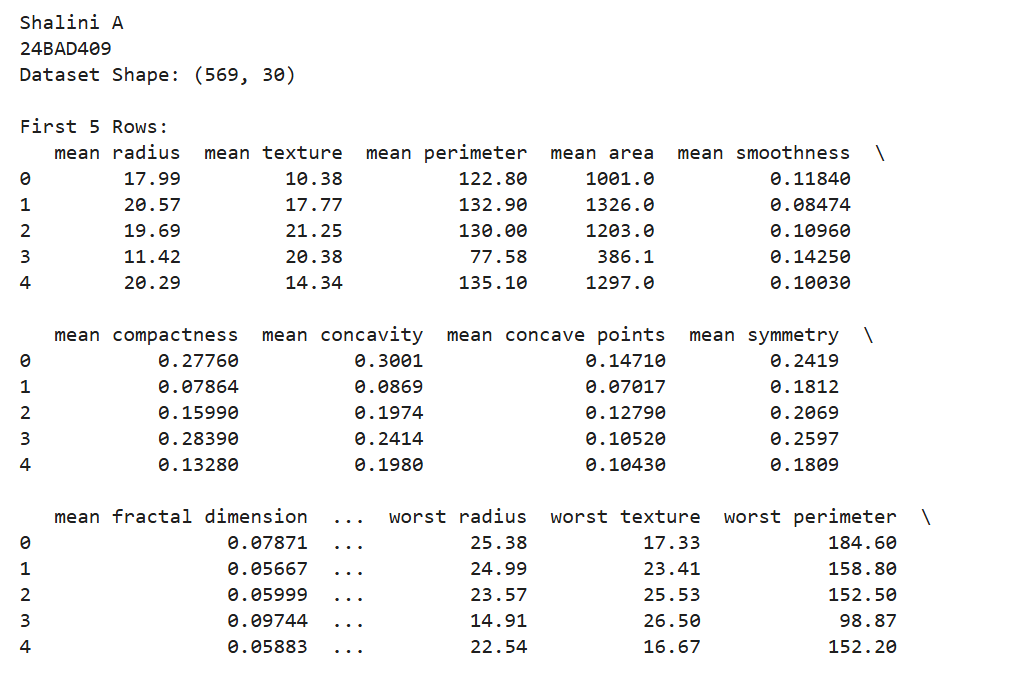 Shalini A
24BAD409
Dataset Shape: (569, 30)
First 5 Rows:
   mean radius  mean texture  mean perimeter  mean area  mean smoothness  \
0        17.99         10.38          122.80     1001.0          0.11840
1        20.57         17.77          132.90     1326.0          0.08474
2        19.69         21.25          130.00     1203.0          0.10960
3        11.42         20.38           77.58      386.1          0.14250
4        20.29         14.34          135.10     1297.0          0.10030
   mean compactness  mean concavity  mean concave points  mean symmetry  \
0           0.27760          0.3001              0.14710         0.2419
1           0.07864          0.0869              0.07017         0.1812
2           0.15990          0.1974              0.12790         0.2069
3           0.28390          0.2414              0.10520         0.2597
4           0.13280          0.1980              0.10430         0.1809
   mean fractal dimension  ...  worst radius  worst texture  worst perimeter  \
0                 0.07871  ...         25.38          17.33           184.60
1                 0.05667  ...         24.99          23.41           158.80
2                 0.05999  ...         23.57          25.53           152.50
3                 0.09744  ...         14.91          26.50            98.87
4                 0.05883  ...         22.54          16.67           152.20